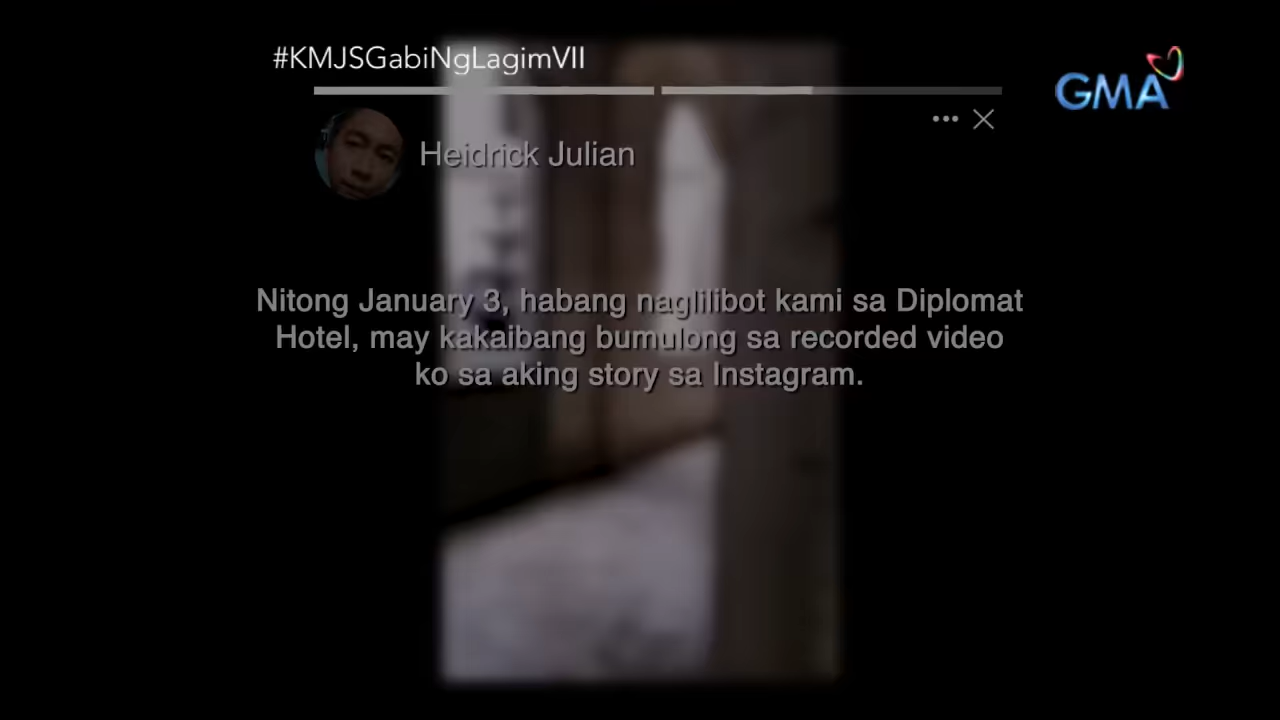 #KMJSGabiNgLagimVII
GMA
Heidrick Julian
Nitong January 3, habang naglilibot kami sa Diplomat
Hotel, may kakaibang bumulong sa recorded video
ko sa aking story sa Instagram.